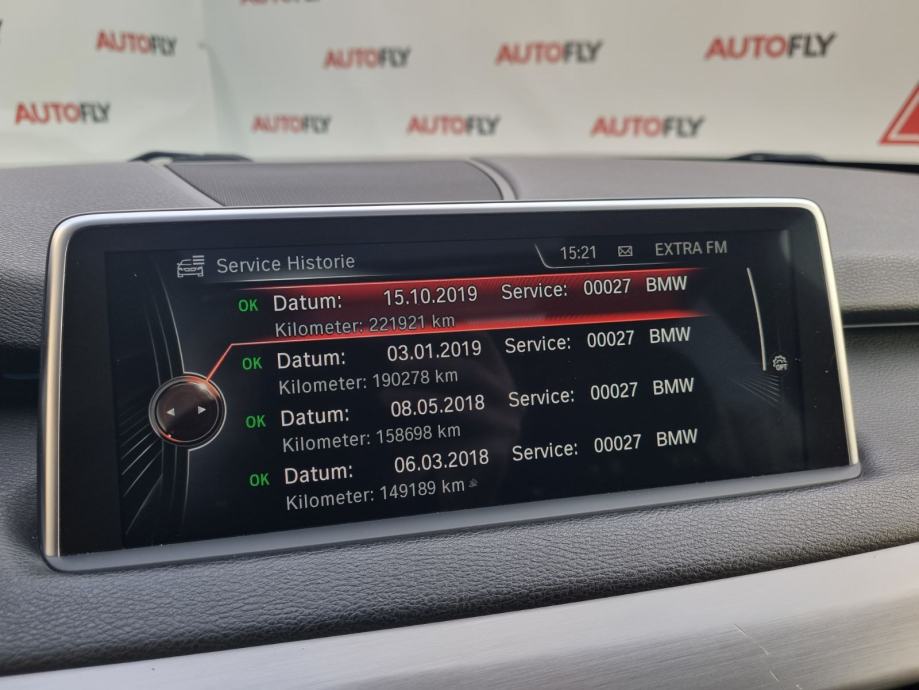 AUTOFLY
AUTOFLY AUTOFLY AUTOFLY
AUTOFLY AUTOFLY AUTOFLY AUTOFLY
Service Historie 15:21 EXTRA FM
OK Datum: 15.10.2019 Service: 00027 BMW
Kilometer: 221921 km
OK Datum: 03.01.2019 Service: 00027 BMW
Kilometer: 190278 km
OK Datum: 08.05.2018 Service: 00027 BMW
Kilometer: 158698 km
OK Datum: 06.03.2018 Service: 00027 BMW
Kilometer: 149189 km
OPT